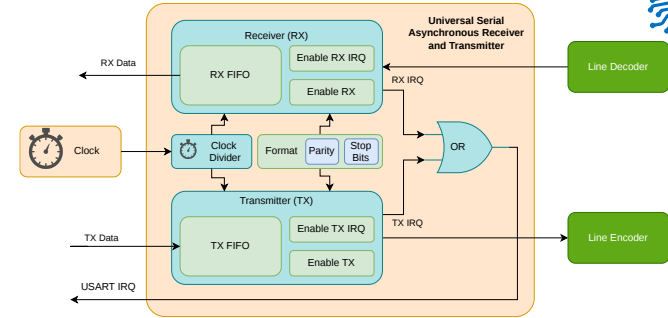 Universal Serial
Asynchronous Receiver
and Transmitter
Receiver (RX)
RX FIFO
Enable RX IRQ
Enable RX
RX Data
RX IRQ
Line Decoder
Clock
Clock
Divider
Format
Parity
Stop
Bits
OR
Transmitter (TX)
TX FIFO
Enable TX IRQ
Enable TX
TX IRQ
TX Data
Line Encoder
USART IRQ